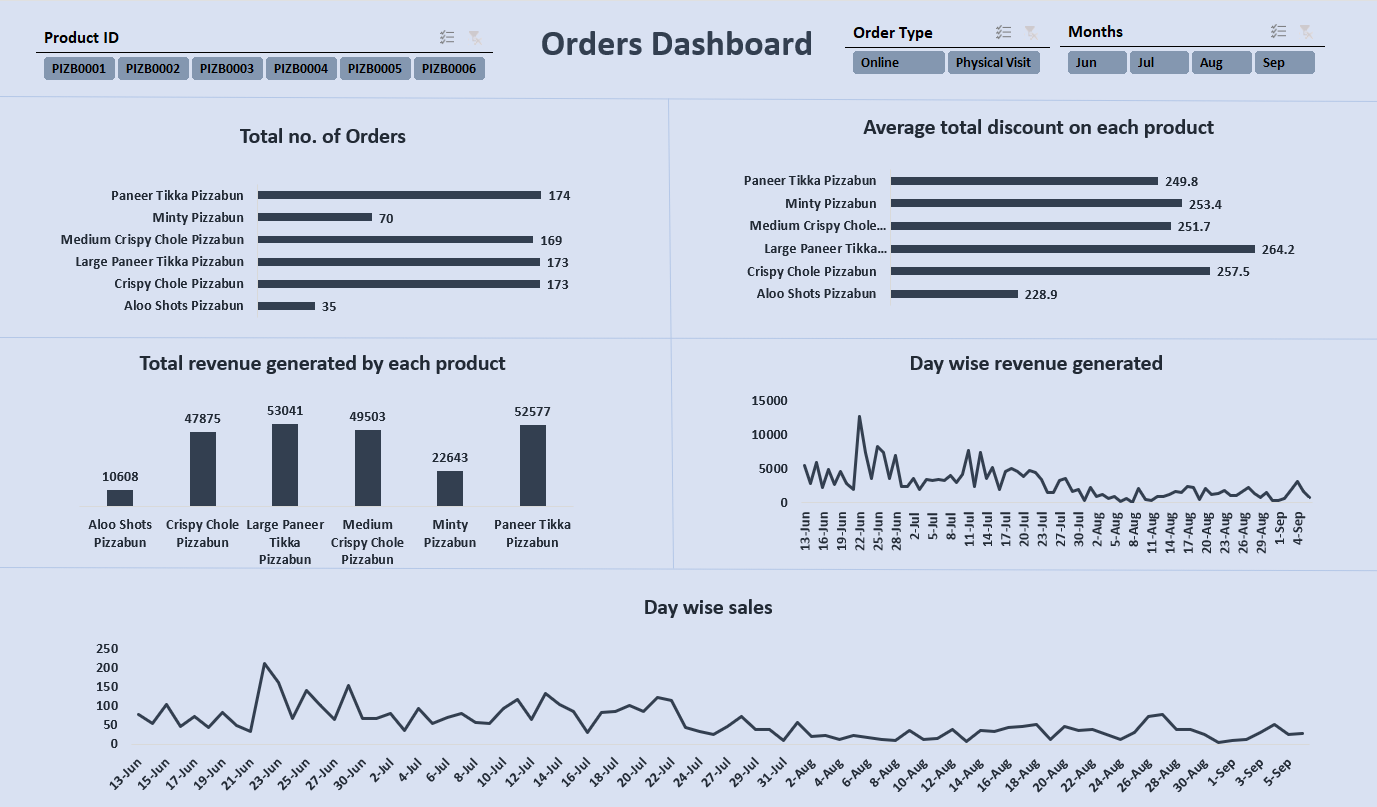 Product ID
PIZB0001 PIZB0002 PIZB0003 PIZB0004 PIZB0005 PIZB0006
Orders Dashboard
Order Type
Online Physical Visit
Months
Jun Jul Aug Sep
Total no. of Orders
Paneer Tikka Pizzabun 174
Minty Pizzabun 70
Medium Crispy Chole Pizzabun 169
Large Paneer Tikka Pizzabun 173
Crispy Chole Pizzabun 173
Aloo Shots Pizzabun 35
Average total discount on each product
Paneer Tikka Pizzabun 249.8
Minty Pizzabun 253.4
Medium Crispy Chole... 251.7
Large Paneer Tikka... 264.2
Crispy Chole Pizzabun 257.5
Aloo Shots Pizzabun 228.9
Total revenue generated by each product
10608 47875 53041 49503 22643 52577
Aloo Shots Crispy Chole Large Paneer Medium Minty Paneer Tikka
Pizzabun Pizzabun Tikka Crispy Chole Pizzabun Pizzabun
Pizzabun Pizzabun
Day wise revenue generated
15000
10000
5000
0
13-Jun 16-Jun 19-Jun 22-Jun 25-Jun 28-Jun 2-Jul 5-Jul 8-Jul 11-Jul 14-Jul 17-Jul 20-Jul 23-Jul 27-Jul 30-Jul 2-Aug 5-Aug 8-Aug 11-Aug 14-Aug 17-Aug 20-Aug 23-Aug 26-Aug 29-Aug 1-Sep 4-Sep
Day wise sales
250
200
150
100
50
0
13-Jun 15-Jun 17-Jun 19-Jun 21-Jun 23-Jun 25-Jun 27-Jun 30-Jun 2-Jul 4-Jul 6-Jul 8-Jul 10-Jul 12-Jul 14-Jul 16-Jul 18-Jul 20-Jul 22-Jul 24-Jul 27-Jul 29-Jul 31-Jul 2-Aug 4-Aug 6-Aug 8-Aug 10-Aug 12-Aug 14-Aug 16-Aug 18-Aug 20-Aug 22-Aug 24-Aug 26-Aug 28-Aug 30-Aug 1-Sep 3-Sep 5-Sep